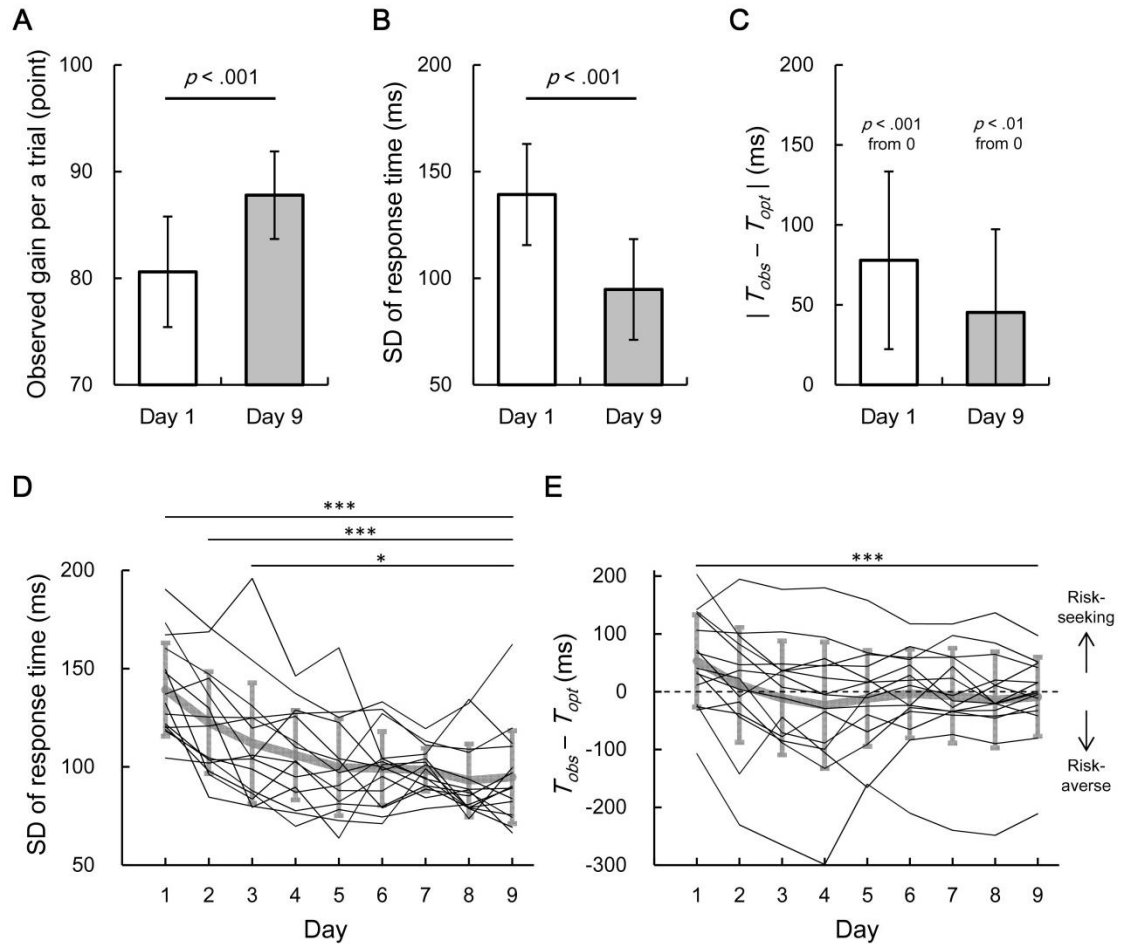 A
Observed gain per a trial (point)
100
90
80
70
p < .001
Day 1
Day 9
B
SD of response time (ms)
200
150
100
50
p < .001
Day 1
Day 9
C
| Tobs − Topt | (ms)
200
150
100
50
0
p < .001
from 0
p < .01
from 0
Day 1
Day 9
D
SD of response time (ms)
200
150
100
50
***
***
*
1 2 3 4 5 6 7 8 9
Day
E
Tobs − Topt (ms)
200
100
0
-100
-200
-300
***
Risk-
seeking
Risk-
averse
1 2 3 4 5 6 7 8 9
Day